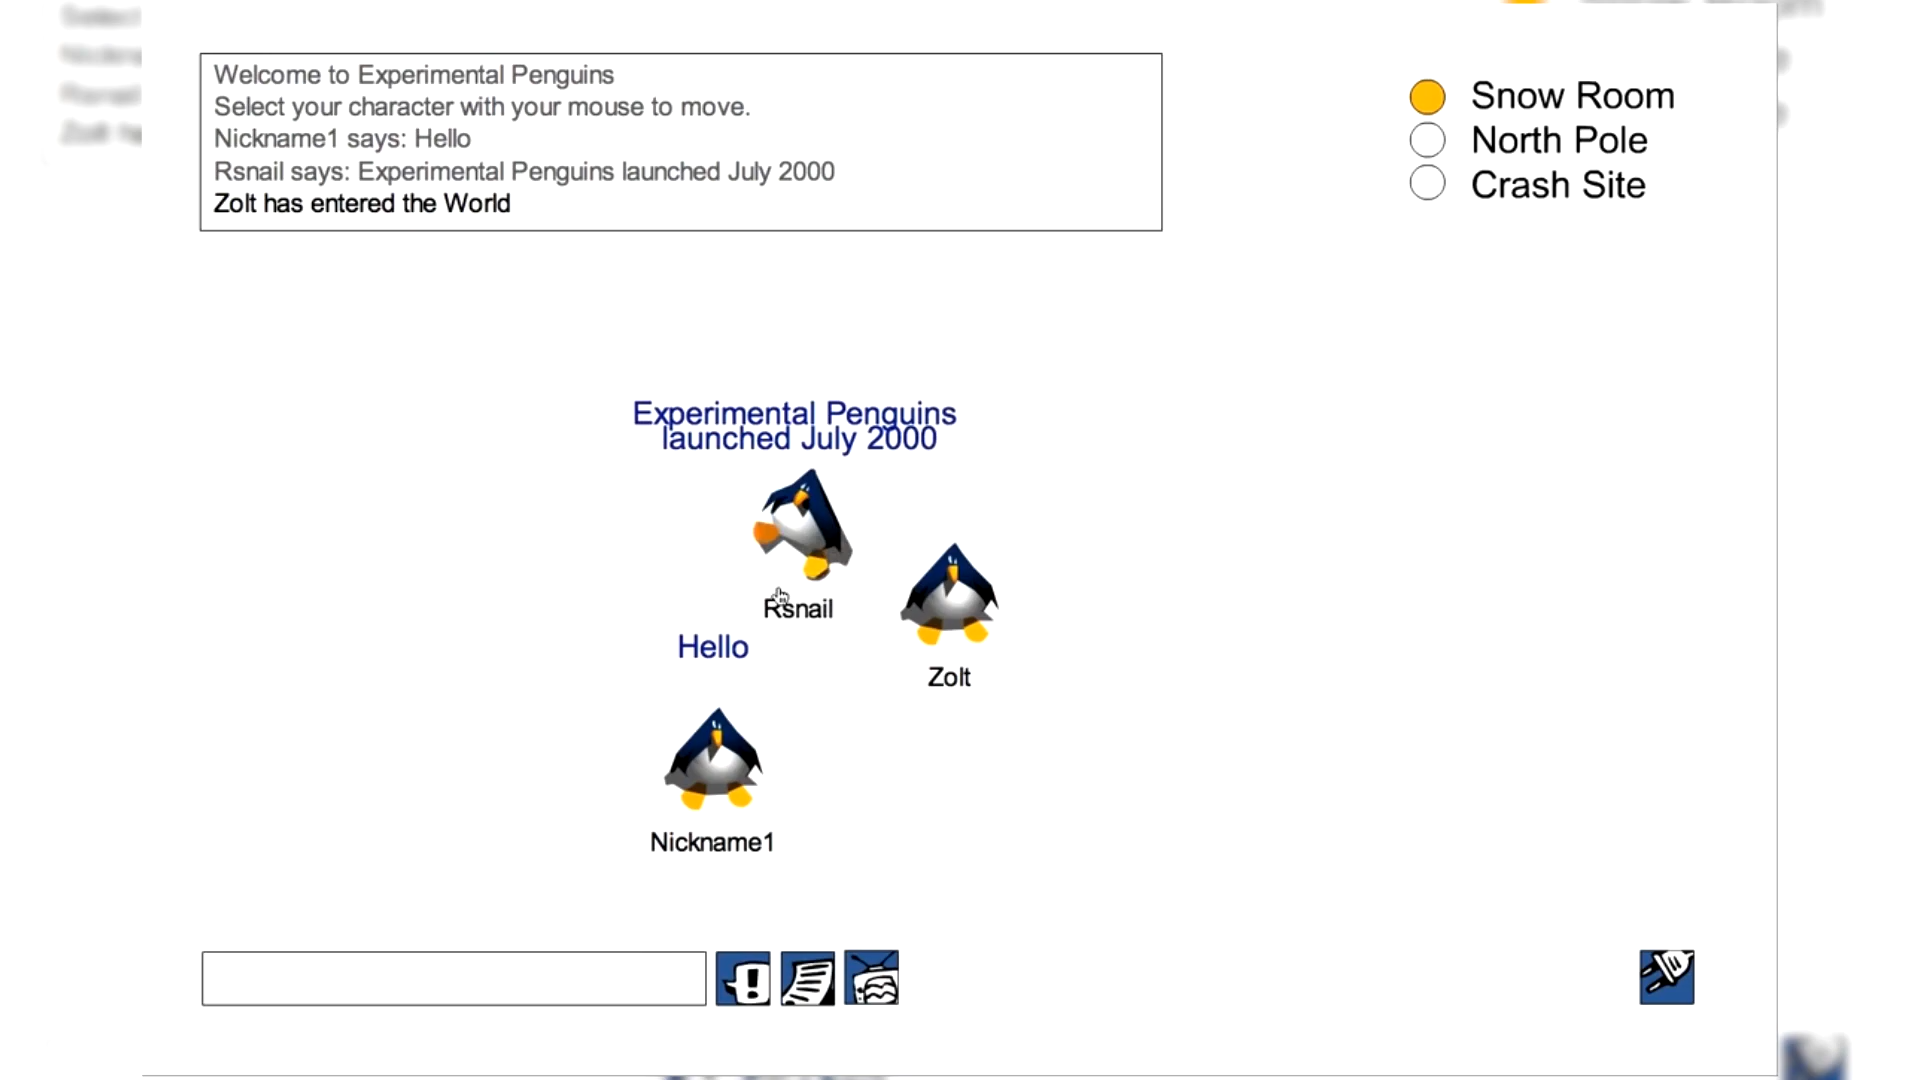 Welcome to Experimental Penguins
Select your character with your mouse to move.
Nickname1 says: Hello
Rsnail says: Experimental Penguins launched July 2000
Zolt has entered the World
Snow Room
North Pole
Crash Site
Experimental Penguins
launched July 2000
Rsnail
Zolt
Hello
Nickname1